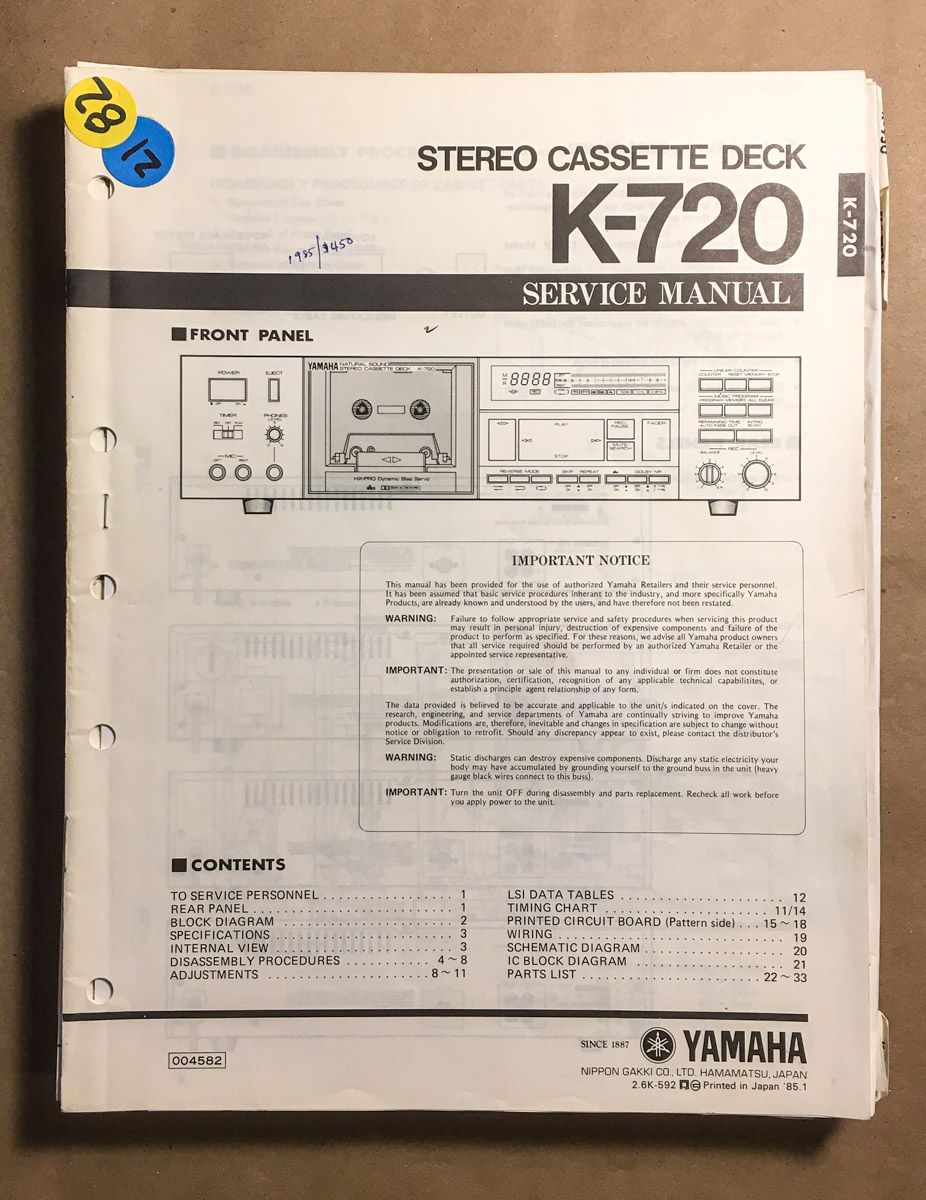 78
12
STEREO CASSETTE DECK
K-720
K-720
1985/$450
SERVICE MANUAL
■FRONT PANEL
YAMAHA NATURAL SOUND
STEREO CASSETTE DECK K-720
POWER
EJECT
TIMER
PHONES
LEVEL
MIC
HX-PRO Dynamic Bias Servo
8888
PLAY
STOP
REC/
PAUSE
MUTE/
SEARCH
FADER
REVERSE MODE
SKIP
REPEAT
DOLBY NR
LINEAR COUNTER
COUNTER RESET MEMORY STOP
MUSIC PROGRAM
PROGRAM MEMORY ALL CLEAR
REMAINING TIME INTRO
AUTO FADE OUT SCAN
REC
BALANCE LEVEL
IMPORTANT NOTICE
This manual has been provided for the use of authorized Yamaha Retailers and their service personnel.
It has been assumed that basic service procedures inherant to the industry, and more specifically Yamaha
Products, are already known and understood by the users, and have therefore not been restated.
WARNING: Failure to follow appropriate service and safety procedures when servicing this product
may result in personal injury, destruction of expensive components and failure of the
product to perform as specified. For these reasons, we advise all Yamaha product owners
that all service required should be performed by an authorized Yamaha Retailer or the
appointed service representative.
IMPORTANT: The presentation or sale of this manual to any individual or firm does not constitute
authorization, certification, recognition of any applicable technical capabilitites, or
establish a principle agent relationship of any form.
The data provided is believed to be accurate and applicable to the unit/s indicated on the cover. The
research, engineering, and service departments of Yamaha are continually striving to improve Yamaha
products. Modifications are, therefore, inevitable and changes in specification are subject to change without
notice or obligation to retrofit. Should any discrepancy appear to exist, please contact the distributor's
Service Division.
WARNING: Static discharges can destroy expensive components. Discharge any static electricity your
body may have accumulated by grounding yourself to the ground buss in the unit (heavy
gauge black wires connect to this buss).
IMPORTANT: Turn the unit OFF during disassembly and parts replacement. Recheck all work before
you apply power to the unit.
■CONTENTS
TO SERVICE PERSONNEL . . . . . . . . . . . . . . . . . 1
REAR PANEL . . . . . . . . . . . . . . . . . . . . . . . . . . 1
BLOCK DIAGRAM . . . . . . . . . . . . . . . . . . . . . . 2
SPECIFICATIONS . . . . . . . . . . . . . . . . . . . . . . . 3
INTERNAL VIEW . . . . . . . . . . . . . . . . . . . . . . . 3
DISASSEMBLY PROCEDURES . . . . . . . . . . 4 ~ 8
ADJUSTMENTS . . . . . . . . . . . . . . . . . . . . . 8 ~ 11
LSI DATA TABLES . . . . . . . . . . . . . . . . . . . . . 12
TIMING CHART . . . . . . . . . . . . . . . . . . . . . 11/14
PRINTED CIRCUIT BOARD (Pattern side) . . . 15 ~ 18
WIRING . . . . . . . . . . . . . . . . . . . . . . . . . . . . 19
SCHEMATIC DIAGRAM . . . . . . . . . . . . . . . . . . 20
IC BLOCK DIAGRAM . . . . . . . . . . . . . . . . . . . 21
PARTS LIST . . . . . . . . . . . . . . . . . . . . . . 22 ~ 33
004582
SINCE 1887 YAMAHA
NIPPON GAKKI CO., LTD. HAMAMATSU, JAPAN
2.6K-592 Printed in Japan '85.1